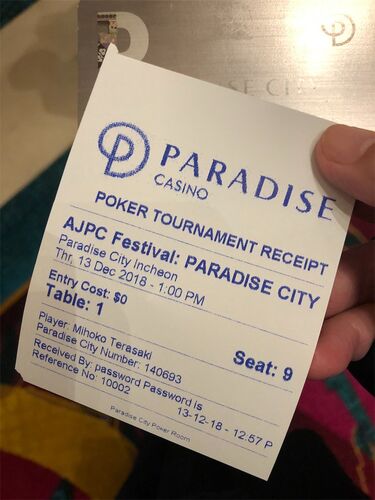 SE CITY
PARADISE
CASINO
POKER TOURNAMENT RECEIPT
AJPC Festival: PARADISE CITY
Paradise City Incheon
Thr, 13 Dec 2018 - 1:00 PM
Entry Cost: $0
Table: 1 Seat: 9
Player: Mihoko Terasaki
Paradise City Number: 140693
Received By: password Password is
13-12-18 - 12:57 P
Reference No: 10002
Paradise City Poker Room